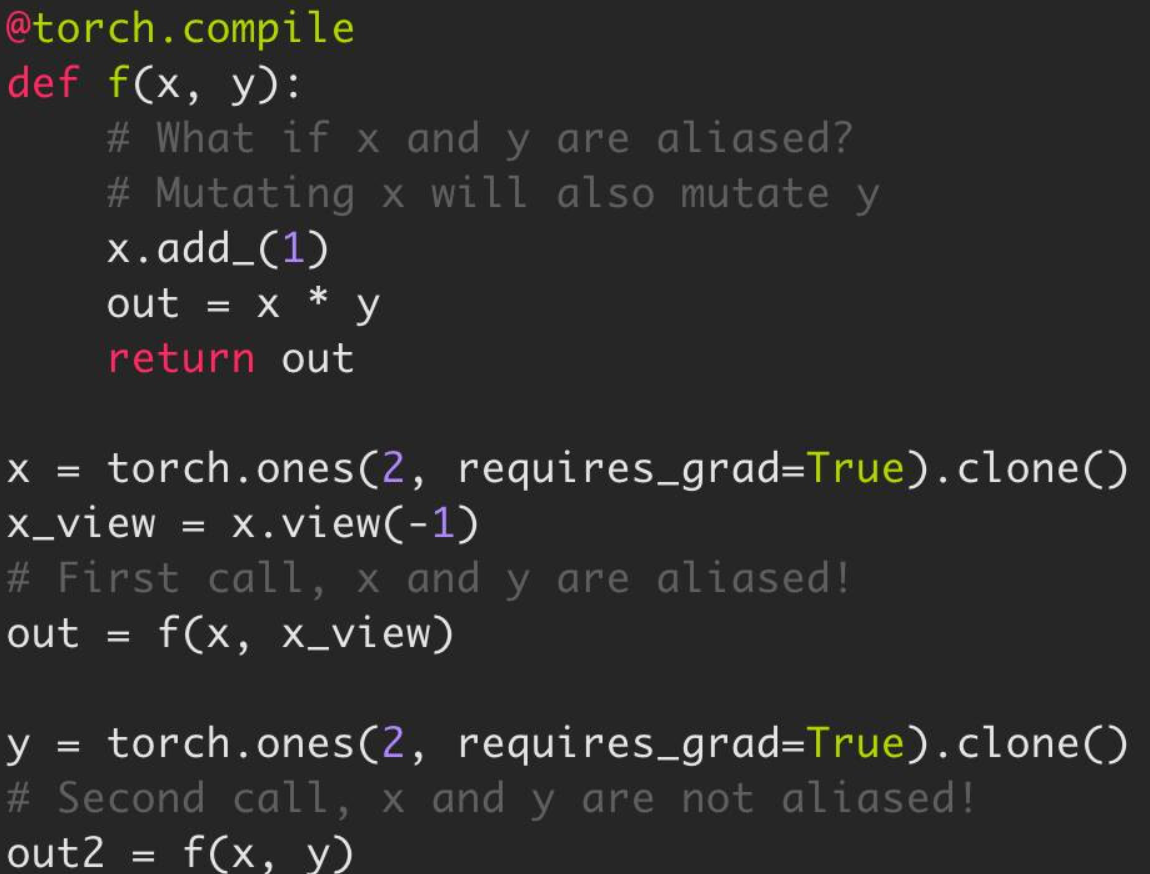 @torch.compile
def f(x, y):
    # What if x and y are aliased?
    # Mutating x will also mutate y
    x.add_(1)
    out = x * y
    return out

x = torch.ones(2, requires_grad=True).clone()
x_view = x.view(-1)
# First call, x and y are aliased!
out = f(x, x_view)

y = torch.ones(2, requires_grad=True).clone()
# Second call, x and y are not aliased!
out2 = f(x, y)